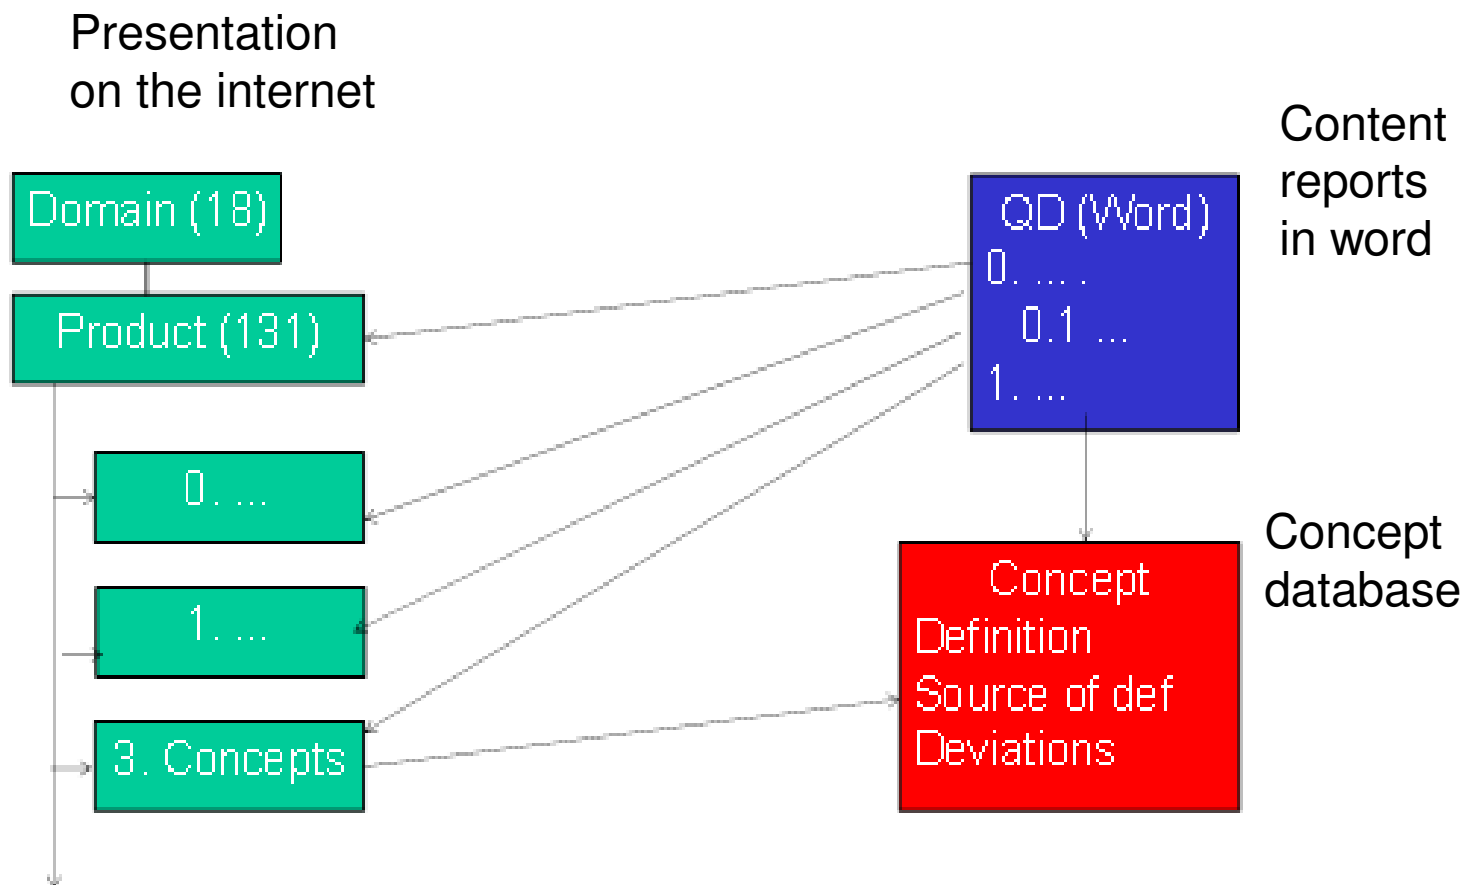 Presentation
on the internet
Content
reports
in word
Domain (18)
QD (Word)
0. ... .
Product (131)
0.1 ...
1. ...
0. ...
Concept
database
Concept
1. ...
Definition
Source of def
3. Concepts
Deviations